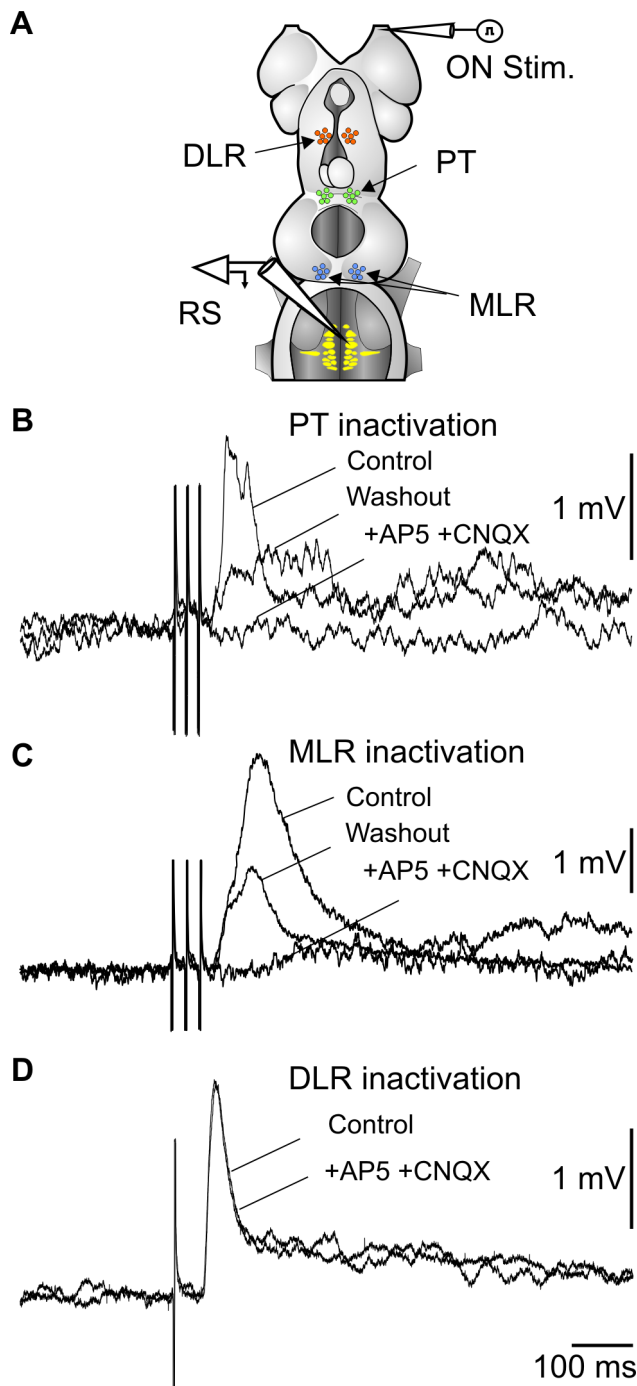 A
ON Stim.
DLR
PT
RS
MLR
B
PT inactivation
Control
Washout
+AP5 +CNQX
1 mV
C
MLR inactivation
Control
Washout
+AP5 +CNQX
1 mV
D
DLR inactivation
Control
+AP5 +CNQX
1 mV
100 ms